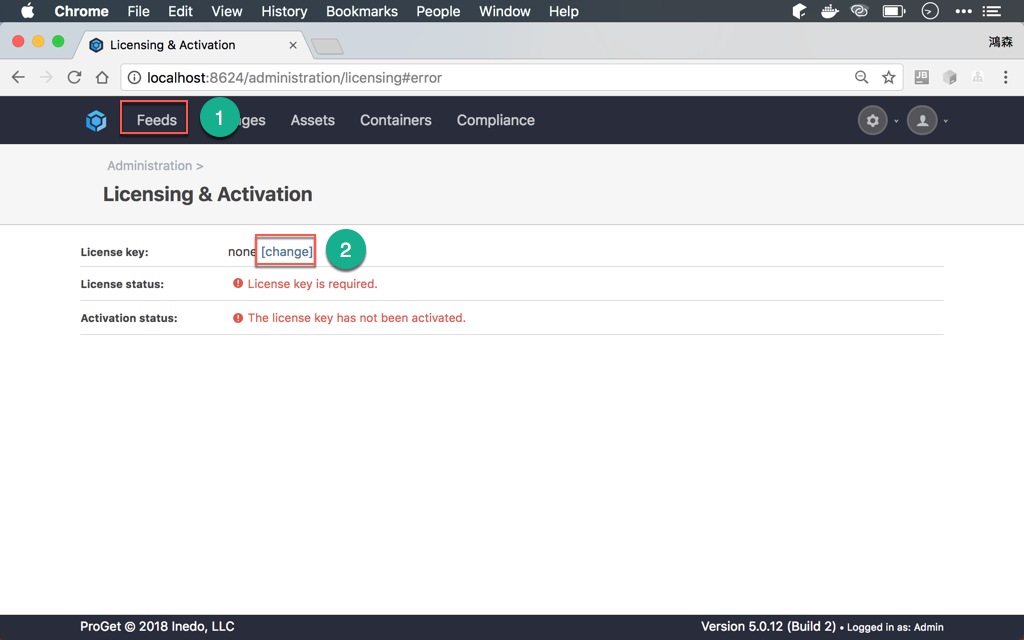 Chrome File Edit View History Bookmarks People Window Help
Licensing & Activation
鴻森
localhost:8624/administration/licensing#error
JB
Feeds 1 ges Assets Containers Compliance
Administration >
Licensing & Activation
License key: none [change] 2
License status: License key is required.
Activation status: The license key has not been activated.
ProGet © 2018 Inedo, LLC Version 5.0.12 (Build 2) • Logged in as: Admin